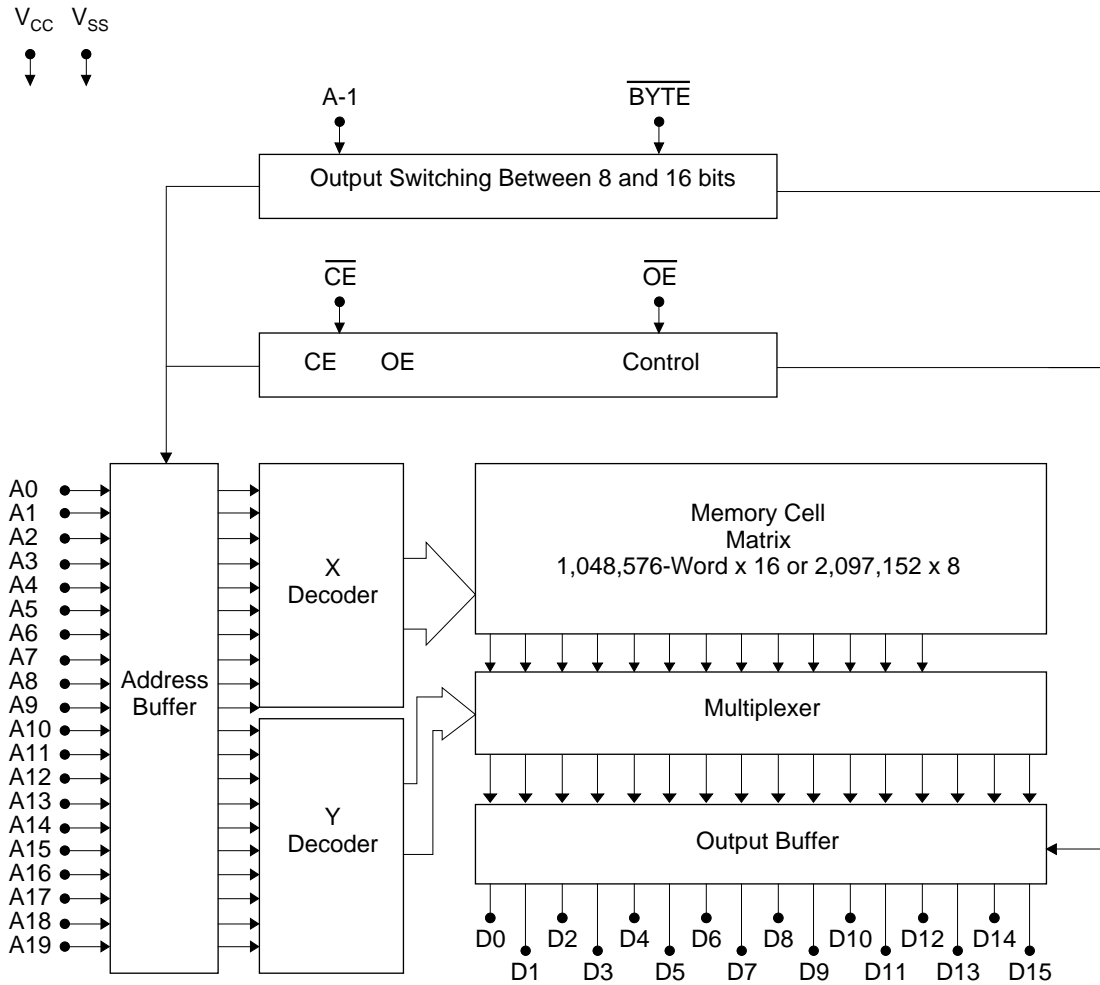 V_CC V_SS
A-1 BYTE
Output Switching Between 8 and 16 bits
CE OE
CE OE Control
A0
A1
A2
A3
A4
A5
A6
A7
A8
A9
A10
A11
A12
A13
A14
A15
A16
A17
A18
A19
Address
Buffer
X
Decoder
Y
Decoder
Memory Cell
Matrix
1,048,576-Word x 16 or 2,097,152 x 8
Multiplexer
Output Buffer
D0 D2 D4 D6 D8 D10 D12 D14
D1 D3 D5 D7 D9 D11 D13 D15